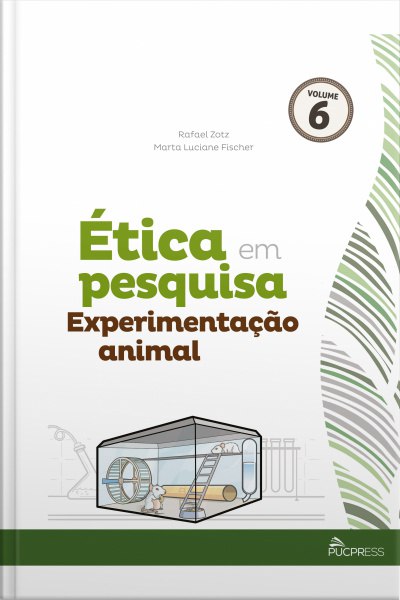 VOLUME
6
Rafael Zotz
Marta Luciane Fischer
Ética em
pesquisa
Experimentação
animal
PUCPRESS